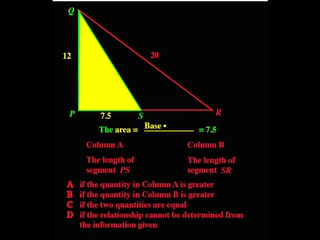 Q
12
20
P
7.5
S
R
The area = Base • = 7.5
Column A Column B
The length of The length of
segment PS segment SR
A if the quantity in Column A is greater
B if the quantity in Column B is greater
C if the two quantities are equal
D if the relationship cannot be determined from
the information given